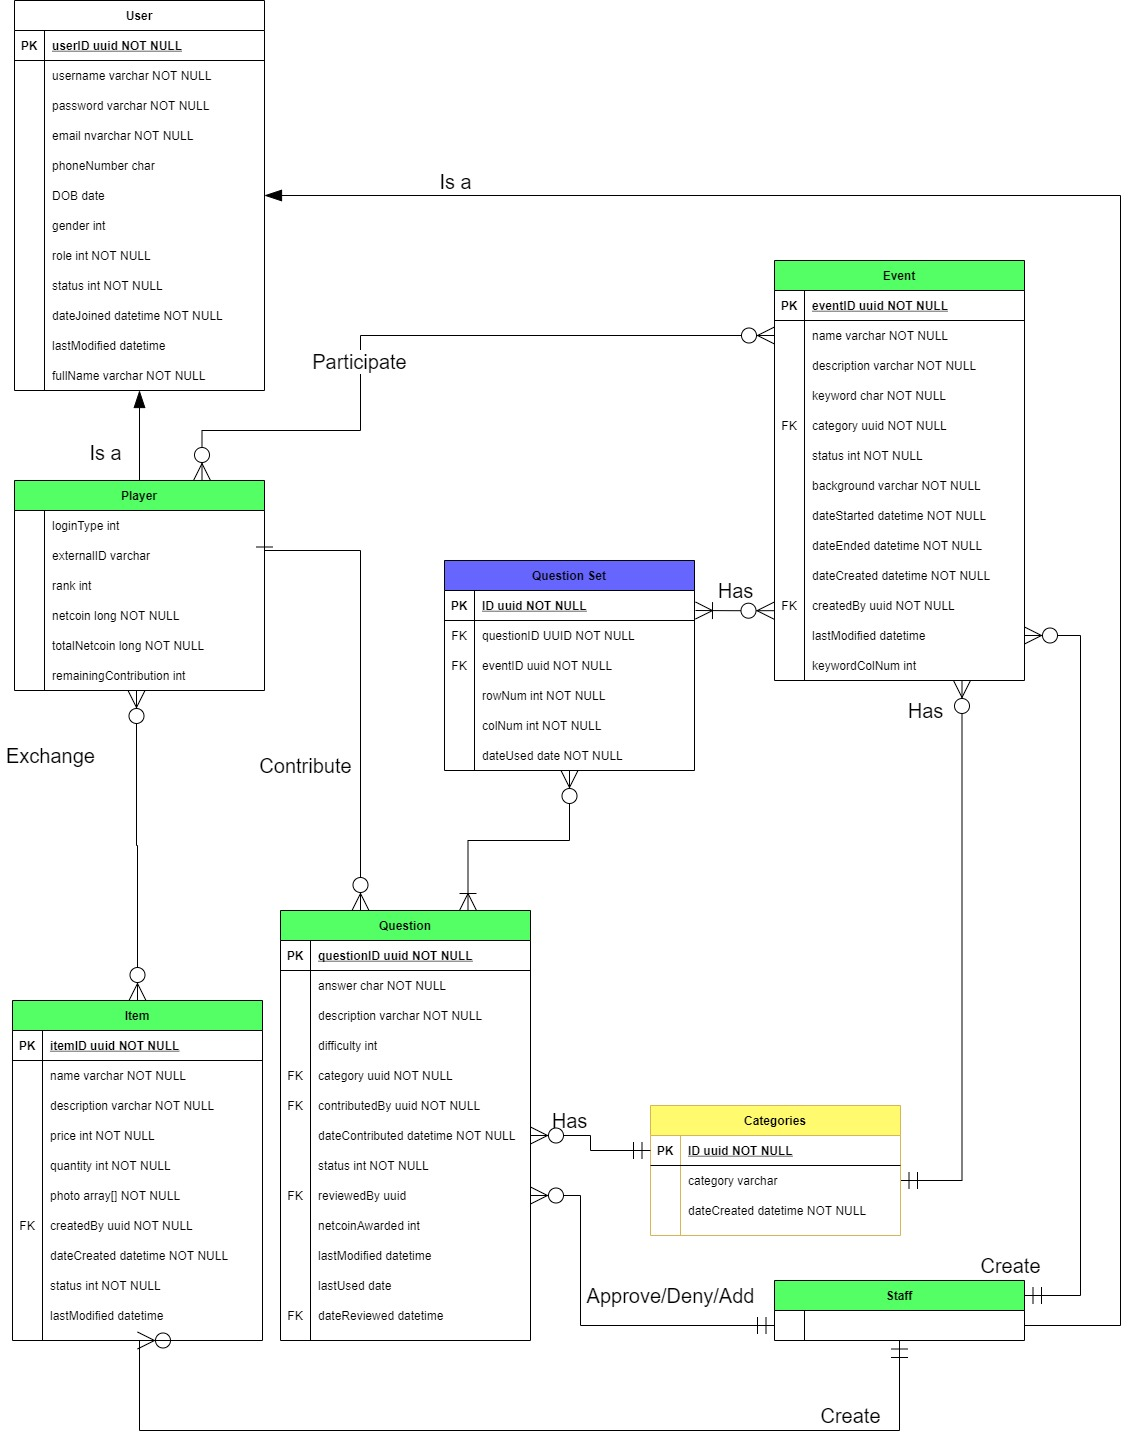 User
PK userID uuid NOT NULL
username varchar NOT NULL
password varchar NOT NULL
email nvarchar NOT NULL
phoneNumber char
DOB date
gender int
role int NOT NULL
status int NOT NULL
dateJoined datetime NOT NULL
lastModified datetime
fullName varchar NOT NULL
Is a
Event
PK eventID uuid NOT NULL
name varchar NOT NULL
description varchar NOT NULL
keyword char NOT NULL
FK category uuid NOT NULL
status int NOT NULL
background varchar NOT NULL
dateStarted datetime NOT NULL
dateEnded datetime NOT NULL
dateCreated datetime NOT NULL
FK createdBy uuid NOT NULL
lastModified datetime
keywordColNum int
Participate
Is a
Player
loginType int
externalID varchar
rank int
netcoin long NOT NULL
totalNetcoin long NOT NULL
remainingContribution int
Question Set
PK ID uuid NOT NULL
FK questionID UUID NOT NULL
FK eventID uuid NOT NULL
rowNum int NOT NULL
colNum int NOT NULL
dateUsed date NOT NULL
Has
Has
Exchange
Contribute
Question
PK questionID uuid NOT NULL
answer char NOT NULL
description varchar NOT NULL
difficulty int
FK category uuid NOT NULL
FK contributedBy uuid NOT NULL
dateContributed datetime NOT NULL
status int NOT NULL
FK reviewedBy uuid
netcoinAwarded int
lastModified datetime
lastUsed date
FK dateReviewed datetime
Item
PK itemID uuid NOT NULL
name varchar NOT NULL
description varchar NOT NULL
price int NOT NULL
quantity int NOT NULL
photo array[] NOT NULL
FK createdBy uuid NOT NULL
dateCreated datetime NOT NULL
status int NOT NULL
lastModified datetime
Has
Categories
PK ID uuid NOT NULL
category varchar
dateCreated datetime NOT NULL
Create
Approve/Deny/Add
Staff
Create